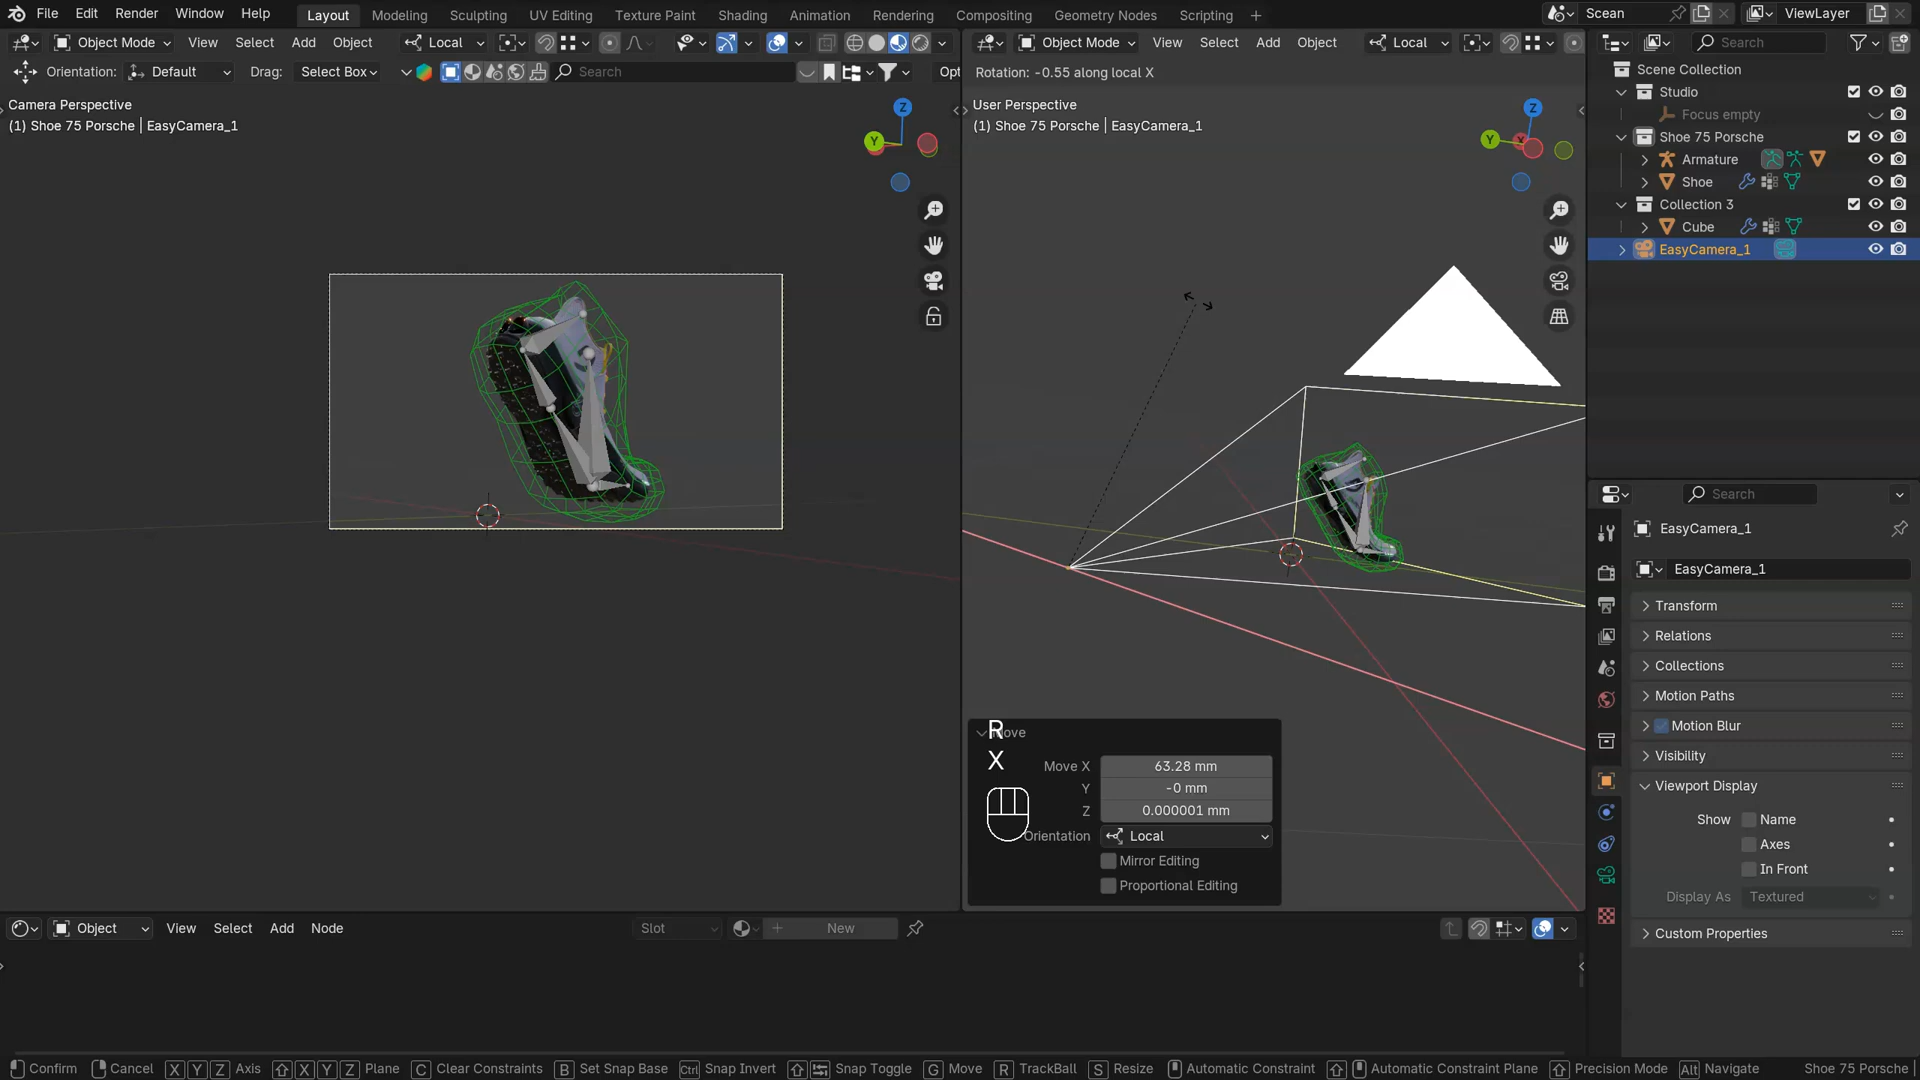 File Edit Render Window Help Layout Modeling Sculpting UV Editing Texture Paint Shading Animation Rendering Compositing Geometry Nodes Scripting + Scean ViewLayer
Object Mode View Select Add Object Local Object Mode View Select Add Object Local Search
Orientation: Default Drag: Select Box Search Opt Rotation: -0.55 along local X
Scene Collection
Studio
Focus empty
Shoe 75 Porsche
Armature
Shoe
Collection 3
Cube
EasyCamera_1
Camera Perspective
(1) Shoe 75 Porsche | EasyCamera_1
Z
Y
User Perspective
(1) Shoe 75 Porsche | EasyCamera_1
Z
Y
X
Search
EasyCamera_1
EasyCamera_1
Transform
Relations
Collections
Motion Paths
Motion Blur
Visibility
Viewport Display
Show Name
Axes
In Front
Display As Textured
Custom Properties
R
X
Move
Move X 63.28 mm
Y -0 mm
Z 0.000001 mm
Orientation Local
Mirror Editing
Proportional Editing
Object View Select Add Node Slot New
Confirm Cancel X Y Z Axis X Y Z Plane C Clear Constraints B Set Snap Base Ctrl Snap Invert Snap Toggle G Move R TrackBall S Resize Automatic Constraint Automatic Constraint Plane Precision Mode Alt Navigate Shoe 75 Porsche |